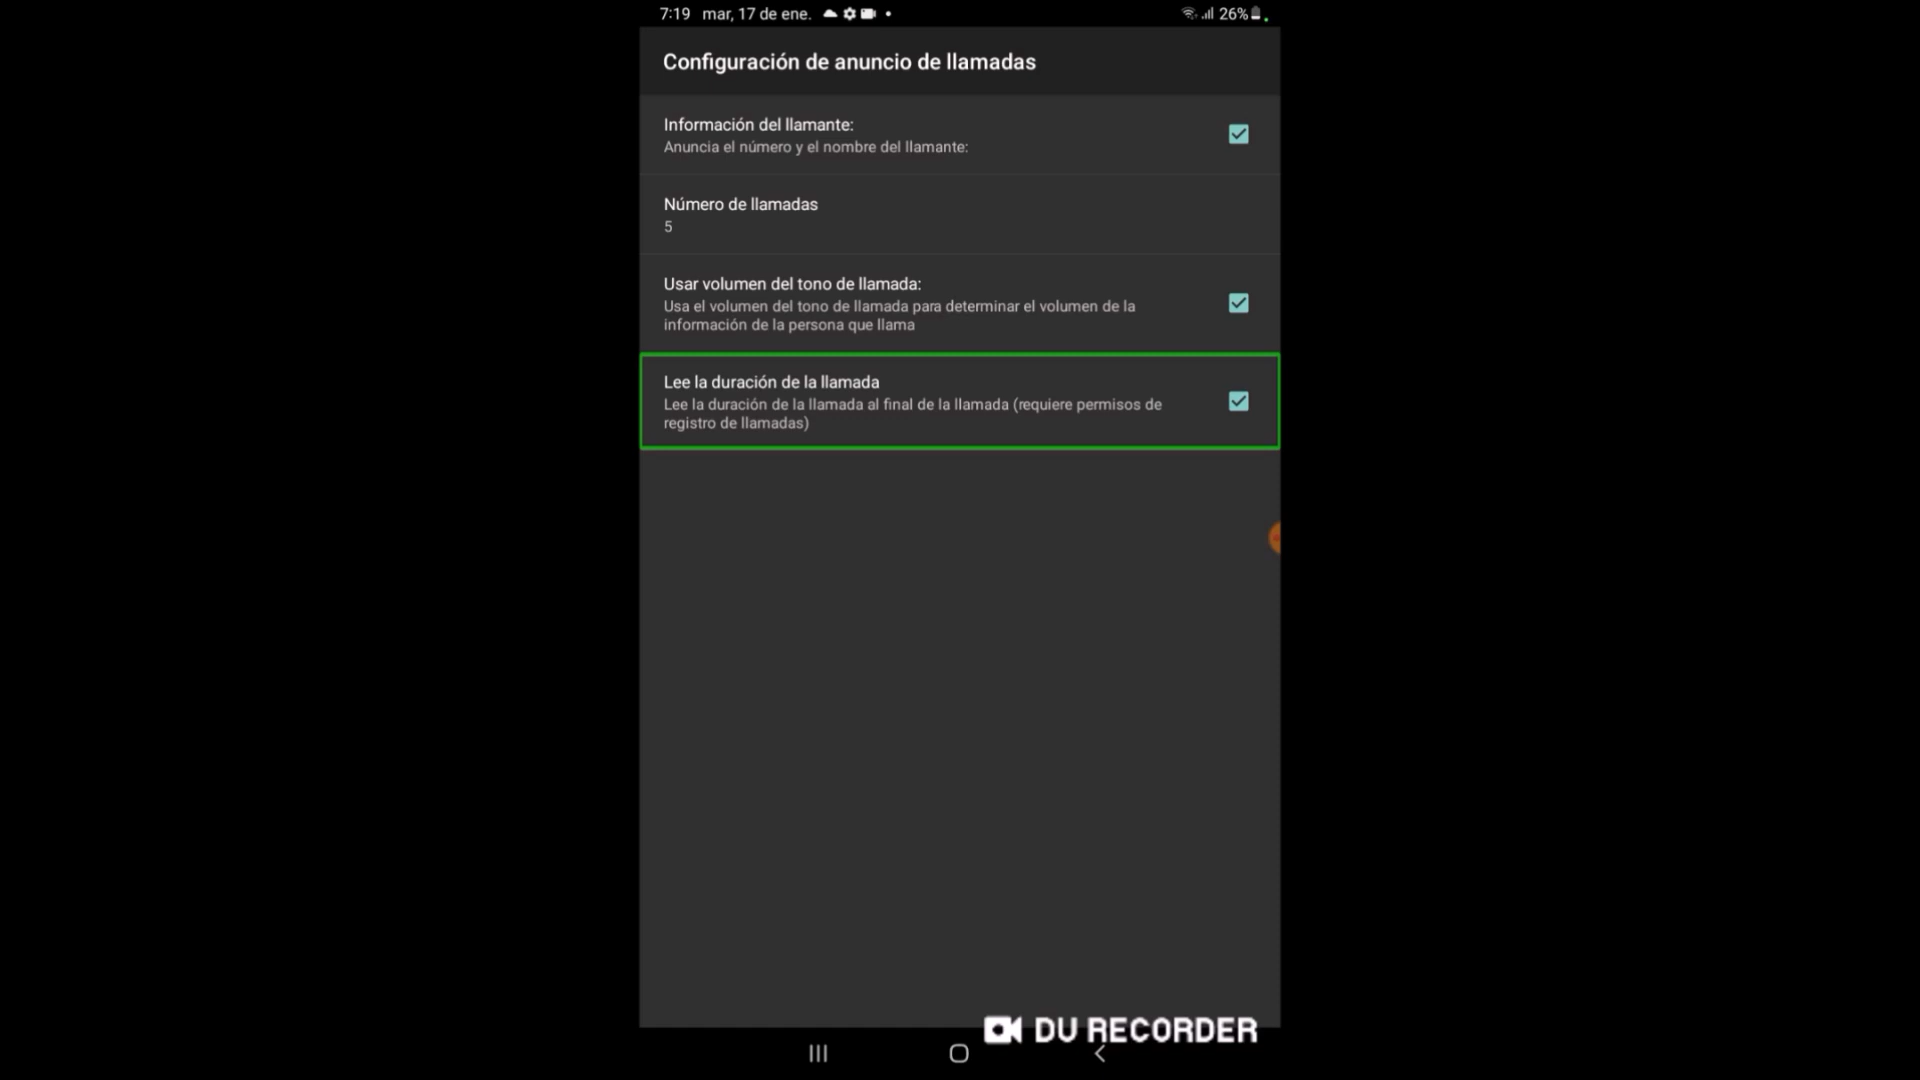 7:19 mar, 17 de ene.
26%
Configuración de anuncio de llamadas
Información del llamante:
Anuncia el número y el nombre del llamante:
Número de llamadas
5
Usar volumen del tono de llamada:
Usa el volumen del tono de llamada para determinar el volumen de la
información de la persona que llama
Lee la duración de la llamada
Lee la duración de la llamada al final de la llamada (requiere permisos de
registro de llamadas)
DU RECORDER